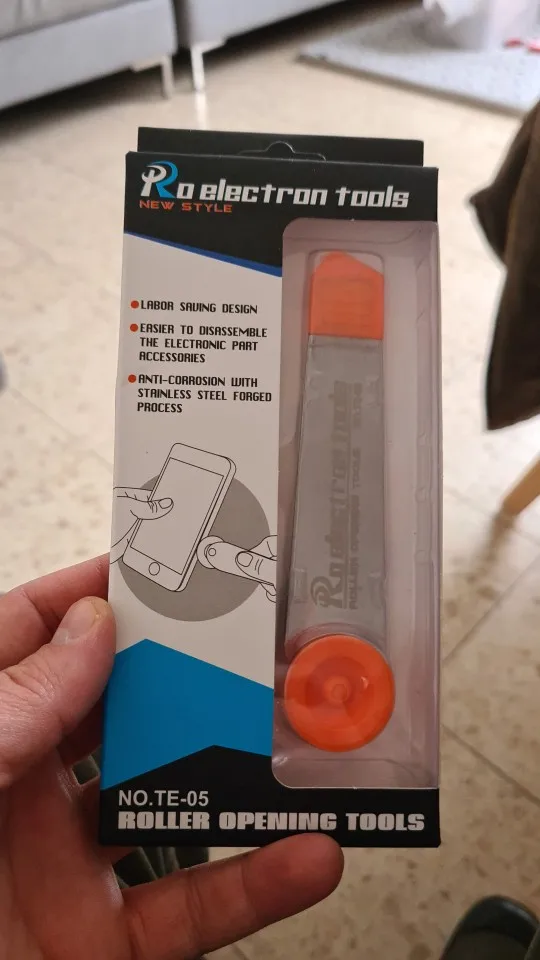 Ro electron tools
NEW STYLE
LABOR SAVING DESIGN
EASIER TO DISASSEMBLE
THE ELECTRONIC PART
ACCESSORIES
ANTI-CORROSION WITH
STAINLESS STEEL FORGED
PROCESS
Ro electron tools
ROLLER OPENING TOOLS
NO.TE-05
ROLLER OPENING TOOLS